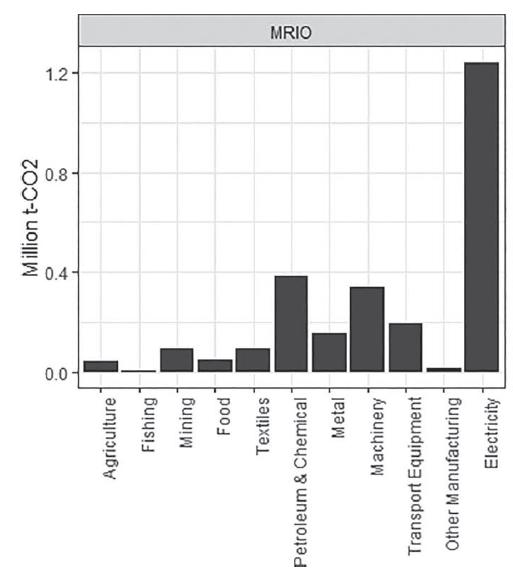 MRIO
Million t-CO2
1.2
0.8
0.4
0.0
Agriculture
Fishing
Mining
Food
Textiles
Petroleum & Chemical
Metal
Machinery
Transport Equipment
Other Manufacturing
Electricity